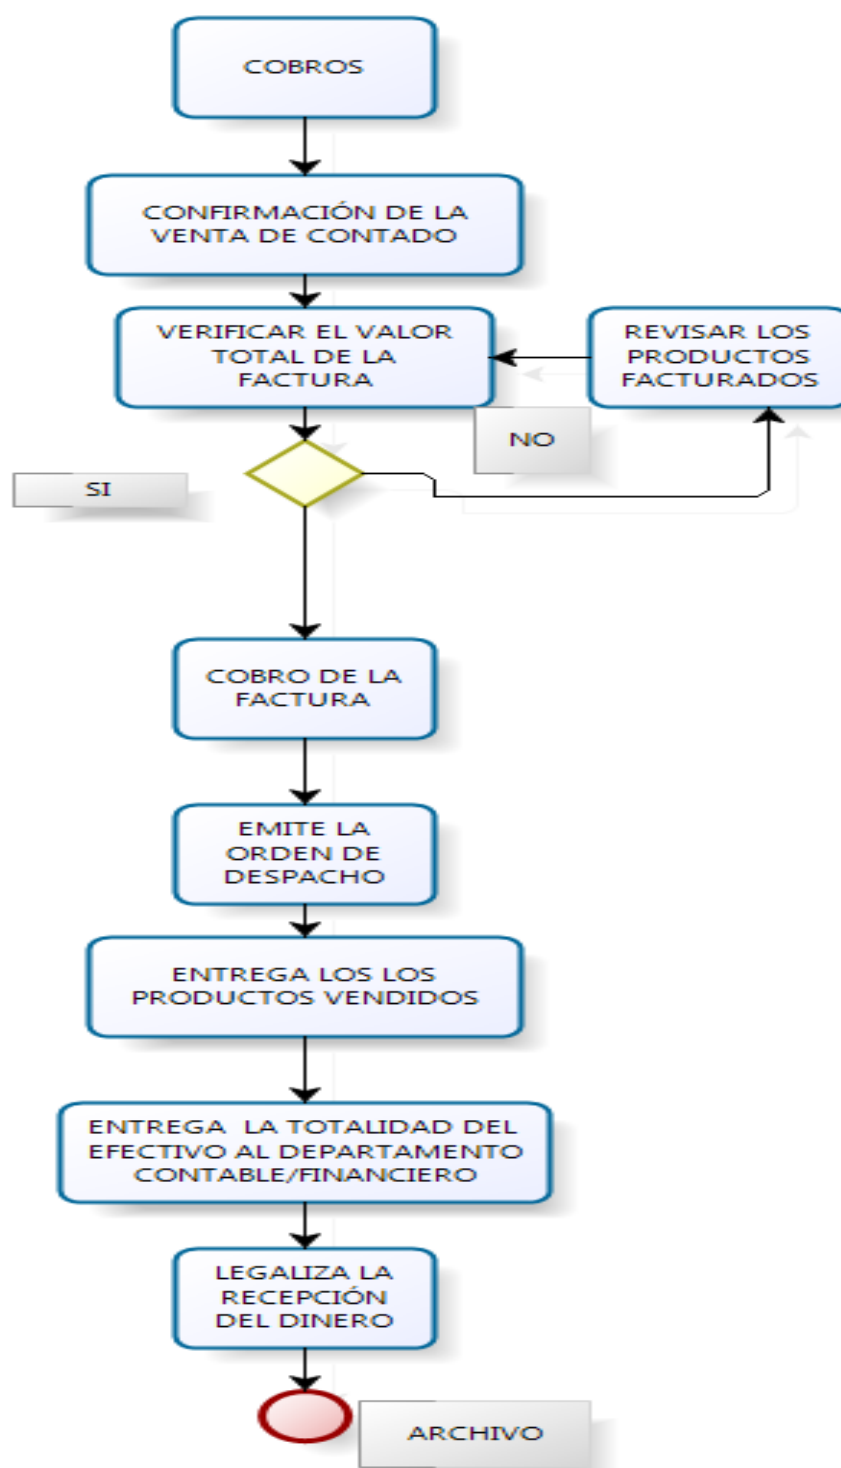 COBROS
CONFIRMACIÓN DE LA
VENTA DE CONTADO
VERIFICAR EL VALOR
TOTAL DE LA
FACTURA
REVISAR LOS
PRODUCTOS
FACTURADOS
NO
SI
COBRO DE LA
FACTURA
EMITE LA
ORDEN DE
DESPACHO
ENTREGA LOS LOS
PRODUCTOS VENDIDOS
ENTREGA LA TOTALIDAD DEL
EFECTIVO AL DEPARTAMENTO
CONTABLE/FINANCIERO
LEGALIZA LA
RECEPCIÓN
DEL DINERO
ARCHIVO